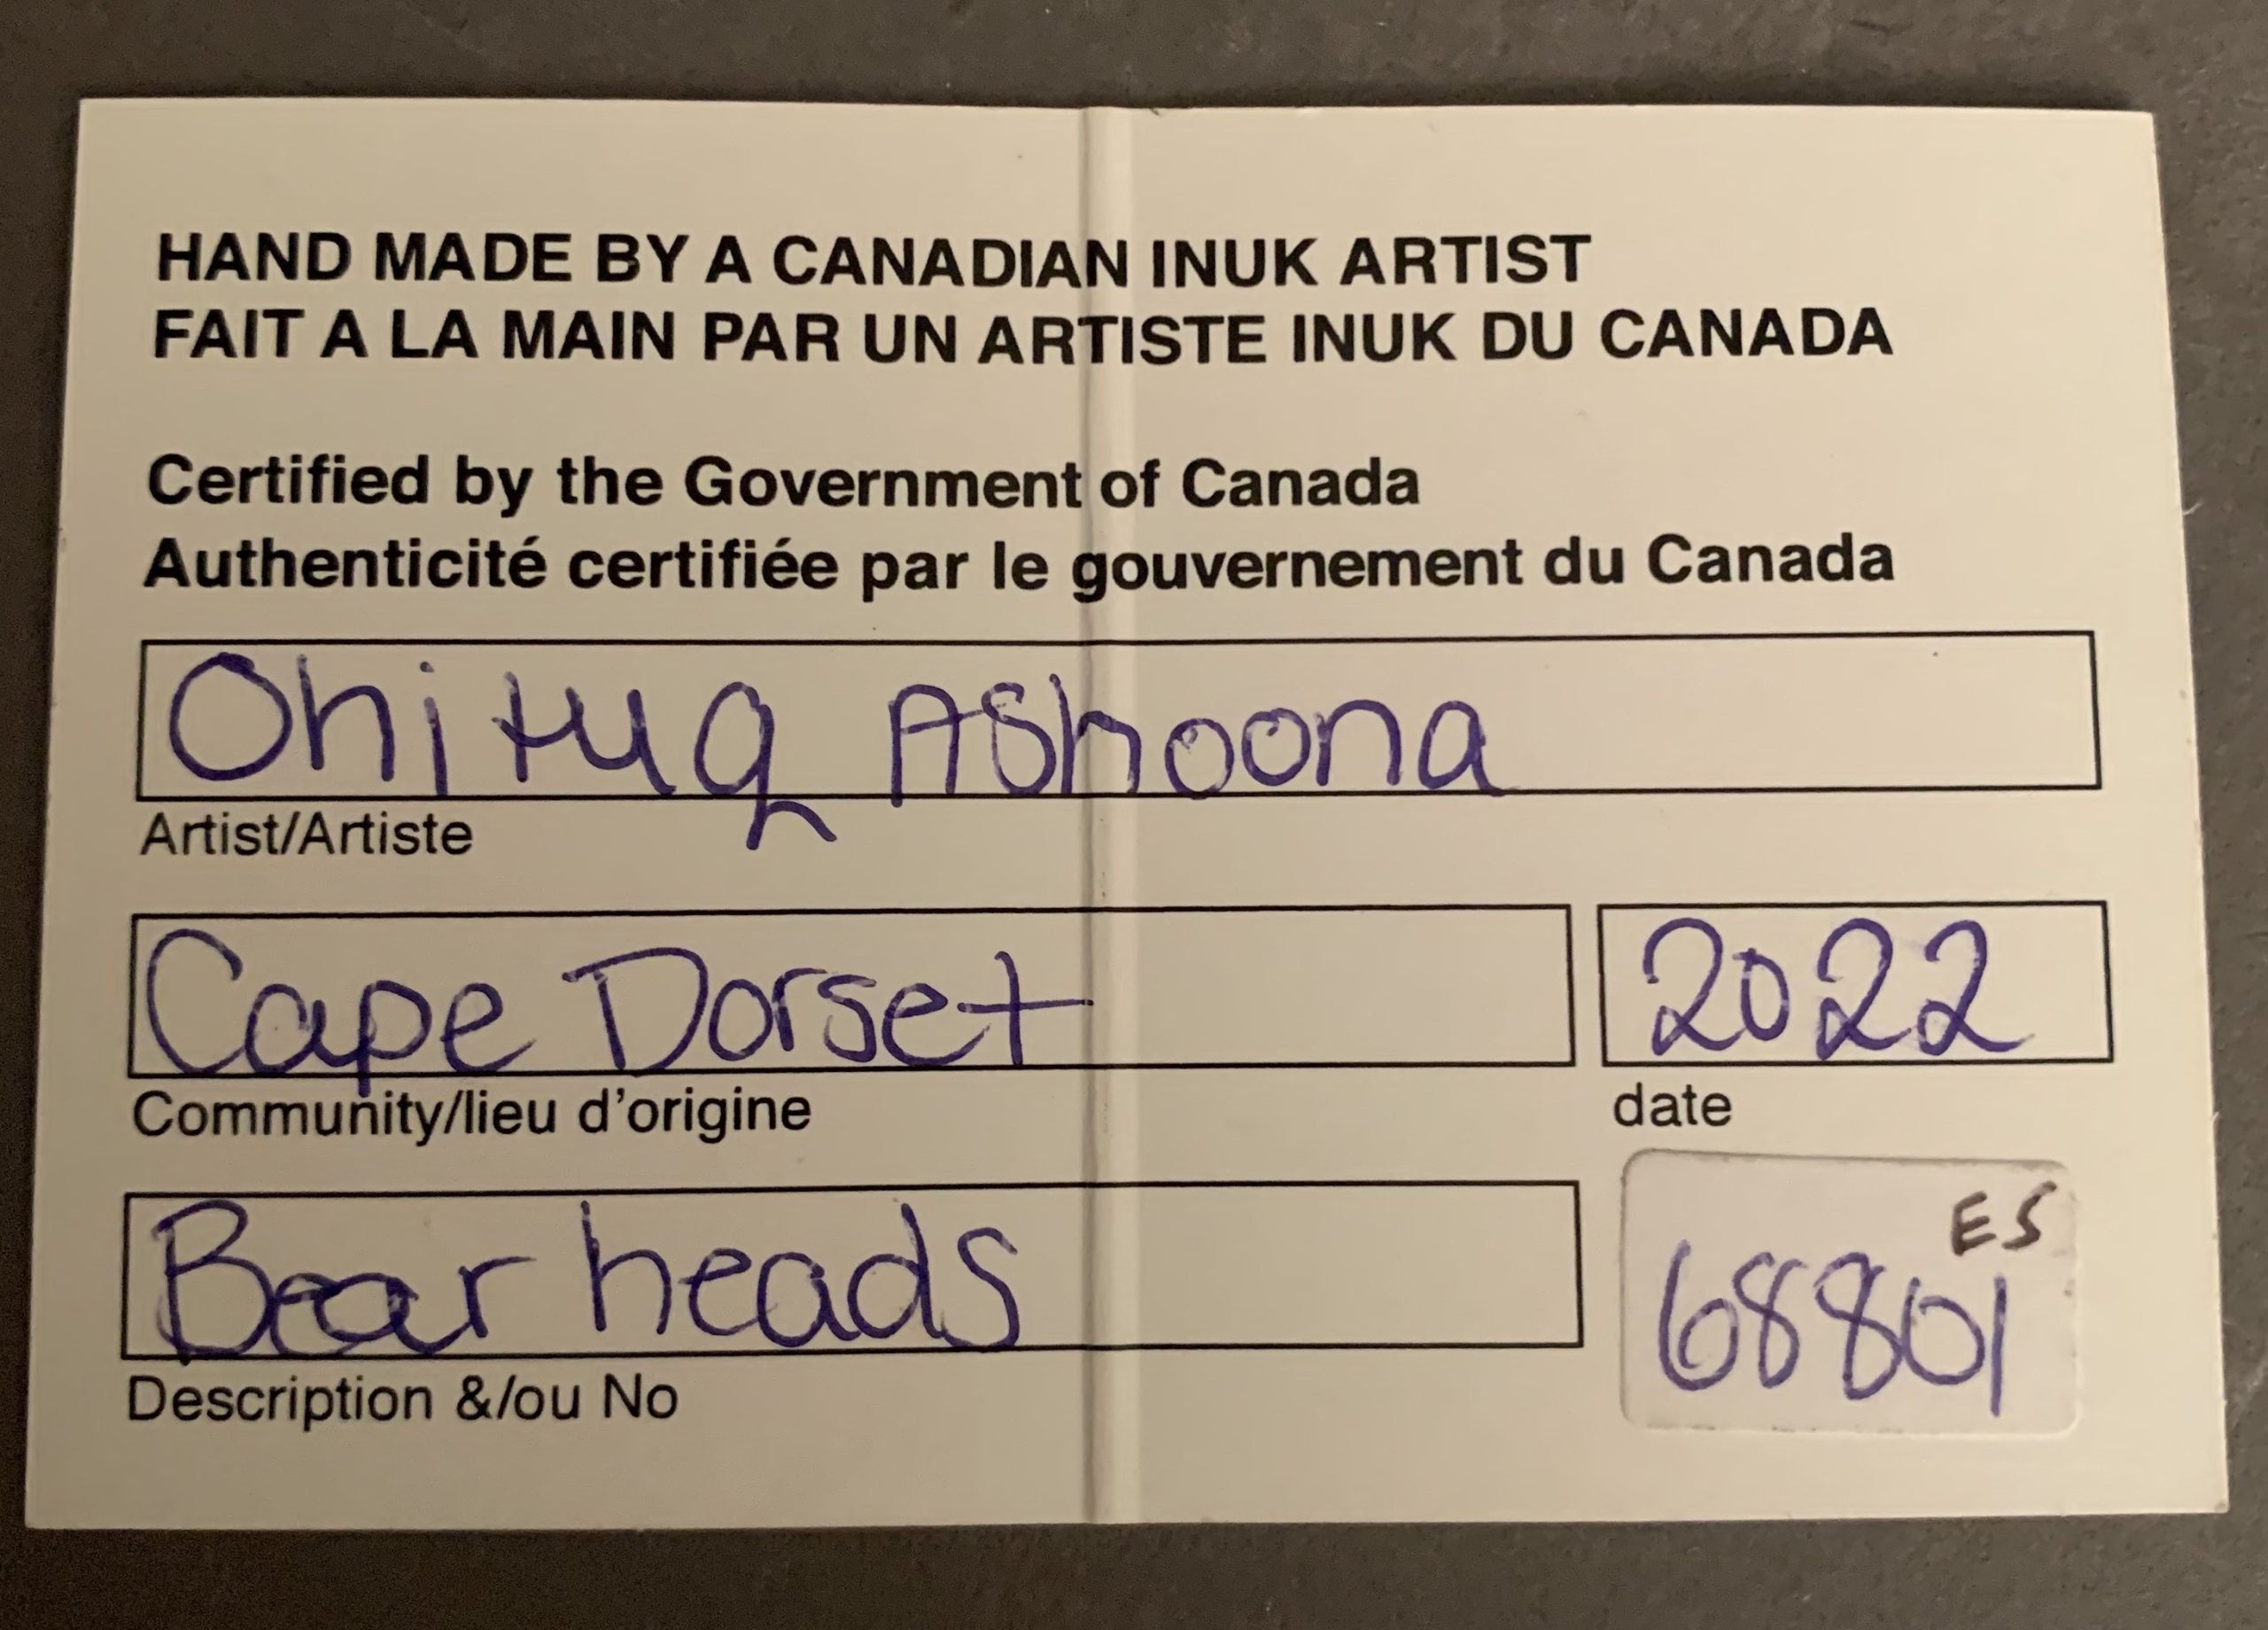 HAND MADE BY A CANADIAN INUK ARTIST
FAIT A LA MAIN PAR UN ARTISTE INUK DU CANADA
Certified by the Government of Canada
Authenticité certifiée par le gouvernement du Canada
Ohituq Ashoona
Artist/Artiste
Cape Dorset
2022
Community/lieu d'origine
date
Bear heads
ES
68801
Description &/ou No